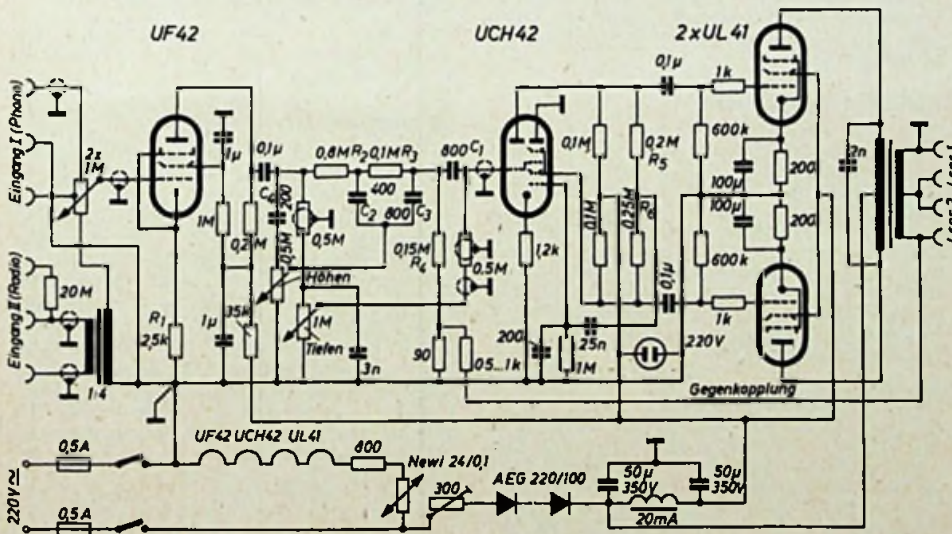 UF42
UCH42
2xUL41
Eingang I (Phono)
2x
1M
1µ
0,1µ
1M
0,2M
35k
1µ
R₁
2,5k
Eingang II (Radio)
20M
1:4
C₆
200
0,5M
0,8M R₂
0,1M R₃
400
C₂
800
C₃
0,5M
Höhen
1M
Tiefen
3n
800 C₁
0,15M
R₄
0,5M
90
0,5...1k
1,2k
200
25n
1M
0,1M
0,2M
R₅
0,1M
0,25M
R₆
0,1µ
0,1µ
1k
600k
600k
1k
100µ
100µ
200
200
2n
220V
Gegenkopplung
220V
0,5A
0,5A
UF42 UCH42 UL41
800
Newi 24/0,1
300
AEG 220/100
50µ
350V
50µ
350V
20mA